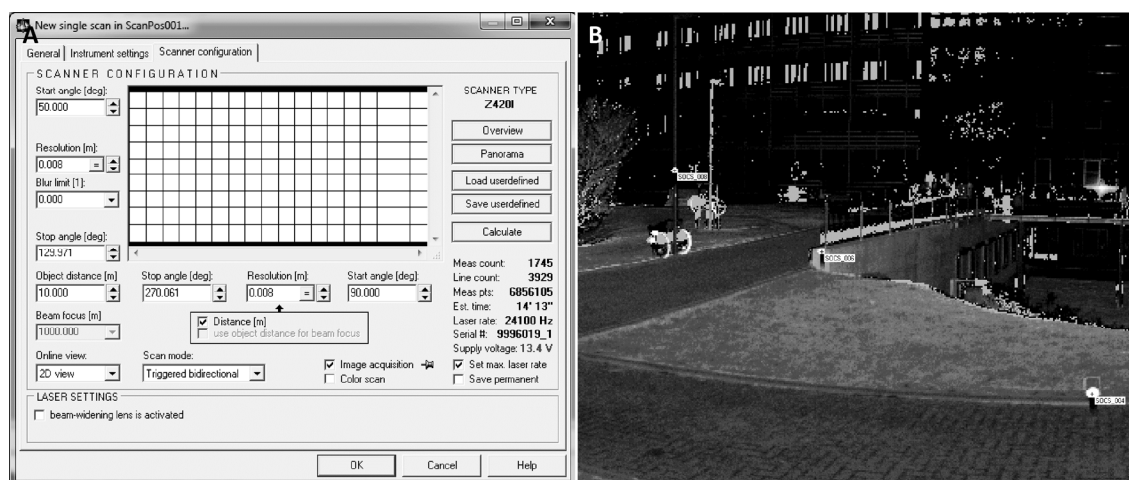 A
New single scan in ScanPos001...
General Instrument settings Scanner configuration
SCANNER CONFIGURATION
Start angle [deg]:
50.000
Resolution [m]:
0.008 =
Blur limit [1]:
0.000
Stop angle [deg]:
129.971
Object distance [m] Stop angle [deg]: Resolution [m]: Start angle [deg]:
10.000 270.061 0.008 = 90.000
Beam focus [m]
1000.000
Distance [m]
use object distance for beam focus
Online view: Scan mode:
2D view Triggered bidirectional
Image acquisition
Color scan
SCANNER TYPE
Z420I
Overview
Panorama
Load userdefined
Save userdefined
Calculate
Meas count: 1745
Line count: 3929
Meas pts: 6856105
Est. time: 14' 13"
Laser rate: 24100 Hz
Serial #: 9996019_1
Supply voltage: 13.4 V
Set max. laser rate
Save permanent
LASER SETTINGS
beam-widening lens is activated
OK Cancel Help
B
SOCS_008
SOCS_006
SOCS_004